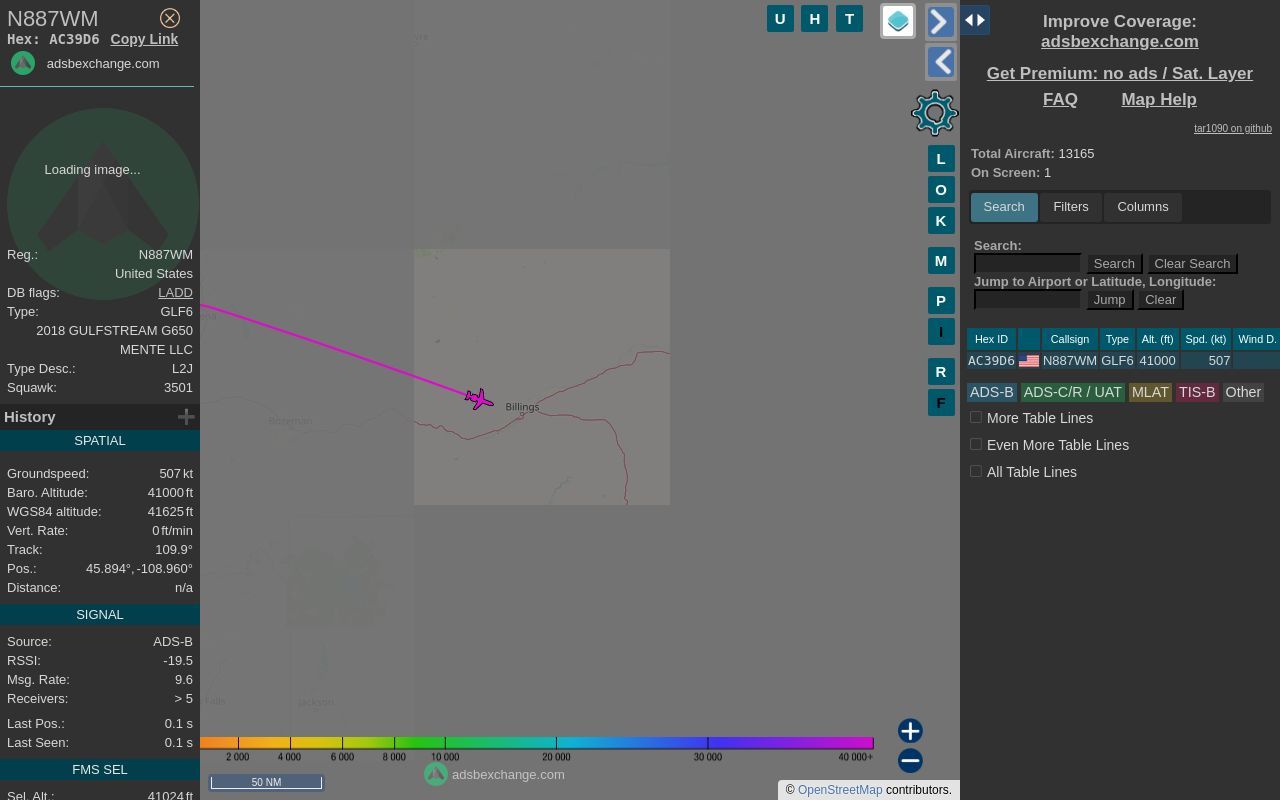 N887WM
Hex: AC39D6 Copy Link
adsbexchange.com
Loading image...
Reg.: N887WM
United States
DB flags: LADD
Type: GLF6
2018 GULFSTREAM G650
MENTE LLC
Type Desc.: L2J
Squawk: 3501
History
SPATIAL
Groundspeed: 507 kt
Baro. Altitude: 41000 ft
WGS84 altitude: 41625 ft
Vert. Rate: 0 ft/min
Track: 109.9°
Pos.: 45.894°, -108.960°
Distance: n/a
SIGNAL
Source: ADS-B
RSSI: -19.5
Msg. Rate: 9.6
Receivers: > 5
Last Pos.: 0.1 s
Last Seen: 0.1 s
FMS SEL
Sel. Alt.: 41024 ft
Billings
Bozeman
Jackson
Falls
U H T
L
O
K
M
P
I
R
F
2 000 4 000 6 000 8 000 10 000 20 000 30 000 40 000+
adsbexchange.com
50 NM
© OpenStreetMap contributors.
Improve Coverage:
adsbexchange.com
Get Premium: no ads / Sat. Layer
FAQ Map Help
tar1090 on github
Total Aircraft: 13165
On Screen: 1
Search Filters Columns
Search:
Search Clear Search
Jump to Airport or Latitude, Longitude:
Jump Clear
Hex ID Callsign Type Alt. (ft) Spd. (kt) Wind D.
AC39D6 N887WM GLF6 41000 507
ADS-B ADS-C/R / UAT MLAT TIS-B Other
More Table Lines
Even More Table Lines
All Table Lines